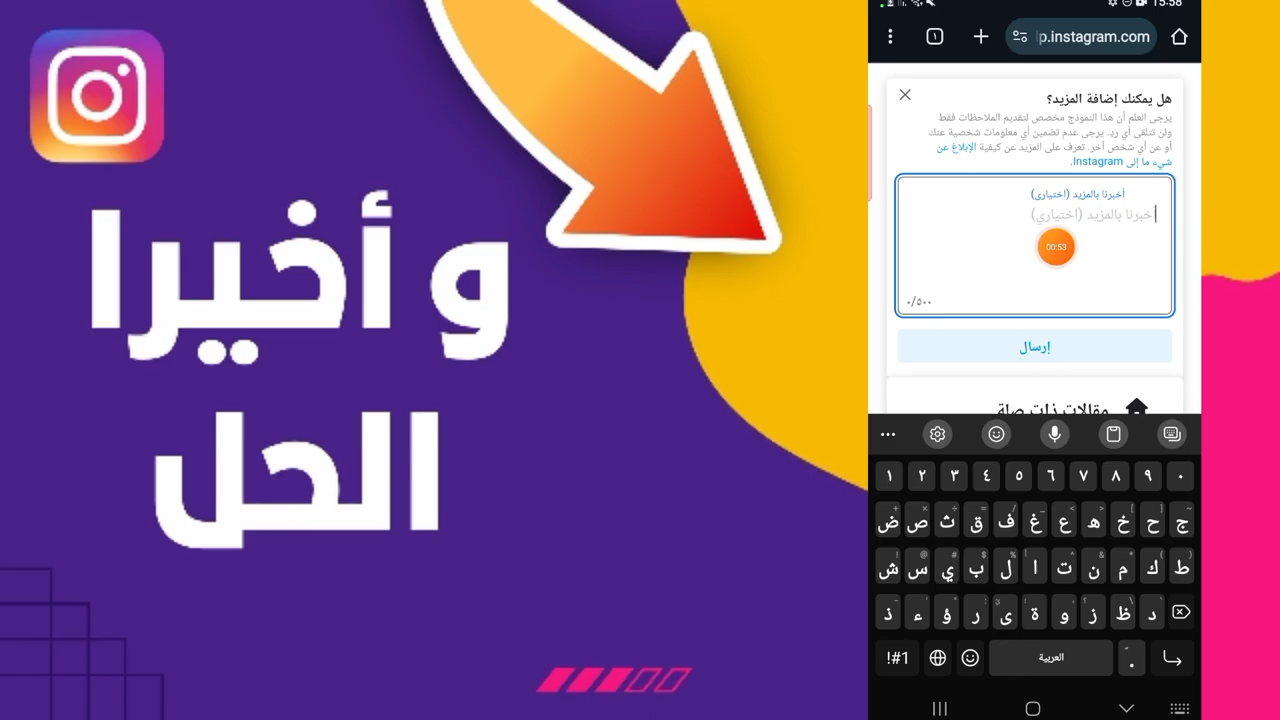 و أخيرا
الحل
15:58
p.instagram.com
هل يمكنك إضافة المزيد؟
يرجى العلم أن هذا النموذج مخصص لتقديم الملاحظات فقط
ولن تتلقى أي رد. يرجى عدم تضمين أي معلومات شخصية عنك
أو عن أي شخص آخر. تعرف على المزيد عن كيفية الإبلاغ عن
شيء ما إلى Instagram.
أخبرنا بالمزيد (اختياري)
أخبرنا بالمزيد (اختياري)
00:53
٠/٥٠٠
إرسال
مقالات ذات صلة
١ ٢ ٣ ٤ ٥ ٦ ٧ ٨ ٩ ٠
ض ص ث ق ف غ ع ه خ ح ج
ش س ي ب ل ا ت ن م ك ط
ذ ء ؤ ر ى ة و ز ظ د
!#1 العربية .